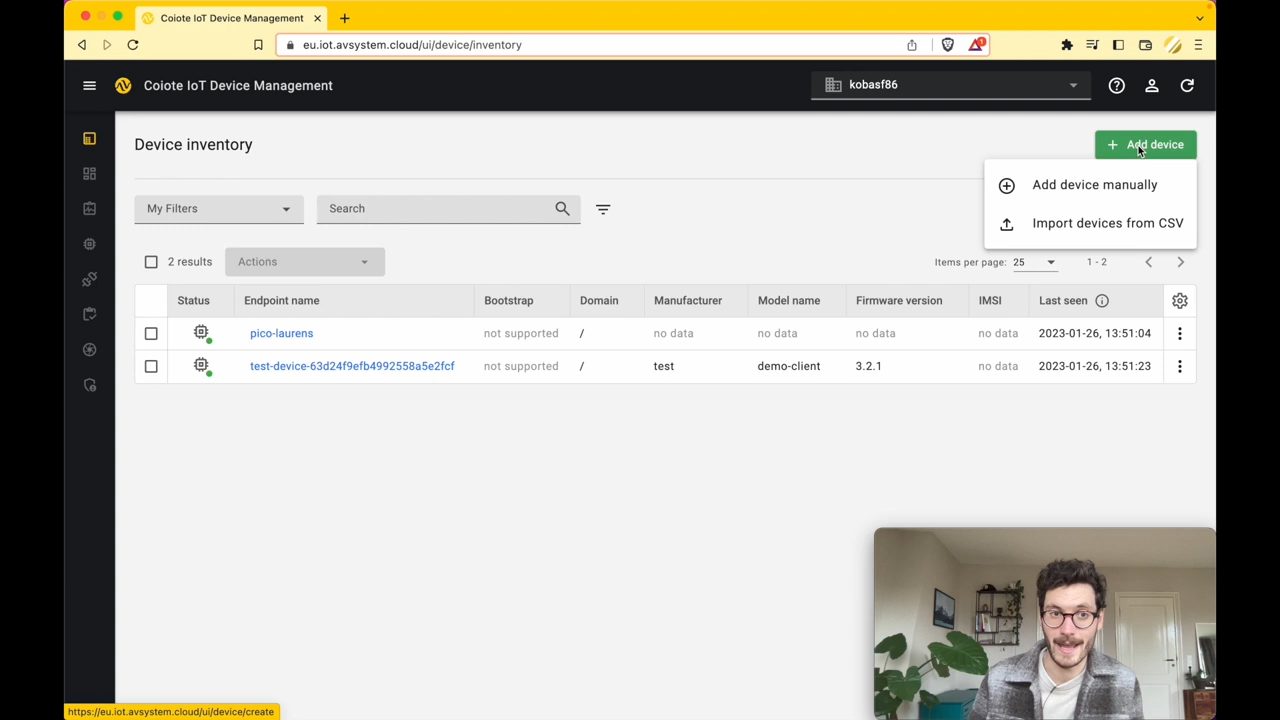 Coiote IoT Device Management
eu.iot.avsystem.cloud/ui/device/inventory
1
Coiote IoT Device Management
kobasf86
Device inventory
+ Add device
Add device manually
Import devices from CSV
My Filters
Search
2 results
Actions
Items per page: 25
1 - 2
Status Endpoint name Bootstrap Domain Manufacturer Model name Firmware version IMSI Last seen
pico-laurens not supported / no data no data no data no data 2023-01-26, 13:51:04
test-device-63d24f9efb4992558a5e2fcf not supported / test demo-client 3.2.1 no data 2023-01-26, 13:51:23
https://eu.iot.avsystem.cloud/ui/device/create